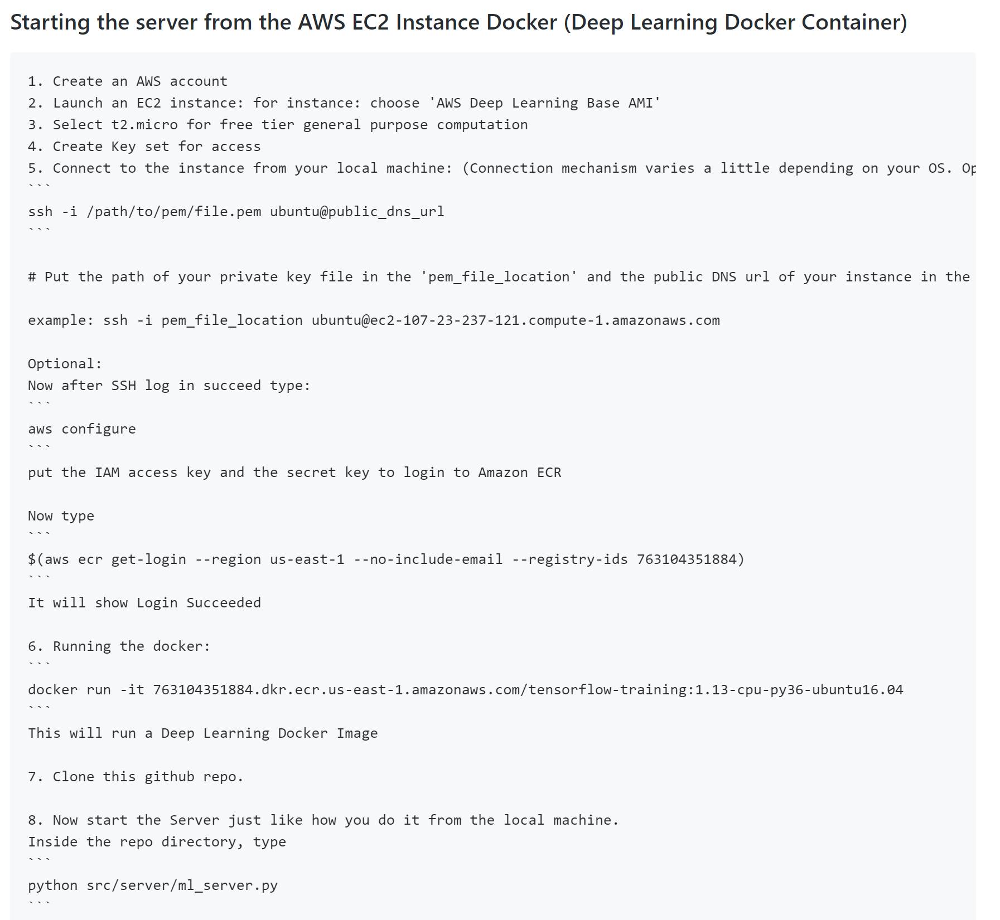 Starting the server from the AWS EC2 Instance Docker (Deep Learning Docker Container)
1. Create an AWS account
2. Launch an EC2 instance: for instance: choose 'AWS Deep Learning Base AMI'
3. Select t2.micro for free tier general purpose computation
4. Create Key set for access
5. Connect to the instance from your local machine: (Connection mechanism varies a little depending on your OS. Op
```
ssh -i /path/to/pem/file.pem ubuntu@public_dns_url
```
# Put the path of your private key file in the 'pem_file_location' and the public DNS url of your instance in the
example: ssh -i pem_file_location ubuntu@ec2-107-23-237-121.compute-1.amazonaws.com
Optional:
Now after SSH log in succeed type:
```
aws configure
```
put the IAM access key and the secret key to login to Amazon ECR
Now type
```
$(aws ecr get-login --region us-east-1 --no-include-email --registry-ids 763104351884)
```
It will show Login Succeeded
6. Running the docker:
```
docker run -it 763104351884.dkr.ecr.us-east-1.amazonaws.com/tensorflow-training:1.13-cpu-py36-ubuntu16.04
```
This will run a Deep Learning Docker Image
7. Clone this github repo.
8. Now start the Server just like how you do it from the local machine.
Inside the repo directory, type
```
python src/server/ml_server.py
```